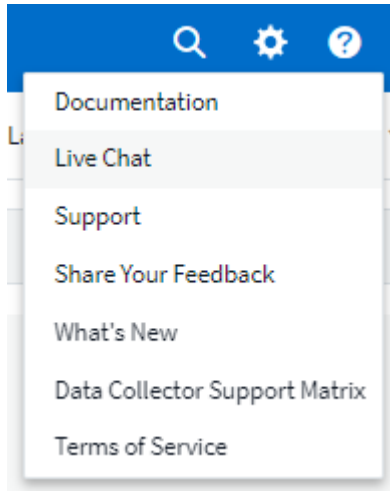 Documentation
Live Chat
Support
Share Your Feedback
What's New
Data Collector Support Matrix
Terms of Service